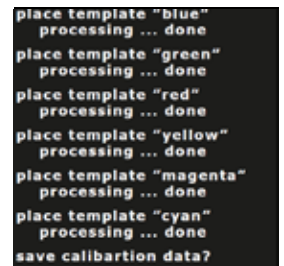 place template "blue"
processing ... done
place template "green"
processing ... done
place template "red"
processing ... done
place template "yellow"
processing ... done
place template "magenta"
processing ... done
place template "cyan"
processing ... done
save calibartion data?